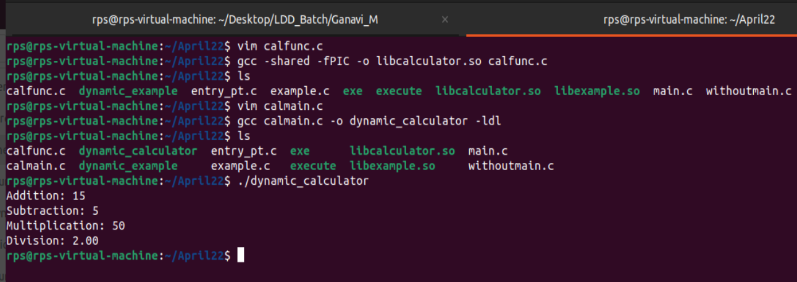 rps@rps-virtual-machine: ~/Desktop/LDD_Batch/Ganavi_M × rps@rps-virtual-machine: ~/April22
rps@rps-virtual-machine:~/April22$ vim calfunc.c
rps@rps-virtual-machine:~/April22$ gcc -shared -fPIC -o libcalculator.so calfunc.c
rps@rps-virtual-machine:~/April22$ ls
calfunc.c dynamic_example entry_pt.c example.c exe execute libcalculator.so libexample.so main.c withoutmain.c
rps@rps-virtual-machine:~/April22$ vim calmain.c
rps@rps-virtual-machine:~/April22$ gcc calmain.c -o dynamic_calculator -ldl
rps@rps-virtual-machine:~/April22$ ls
calfunc.c dynamic_calculator entry_pt.c exe libcalculator.so main.c
calmain.c dynamic_example example.c execute libexample.so withoutmain.c
rps@rps-virtual-machine:~/April22$ ./dynamic_calculator
Addition: 15
Subtraction: 5
Multiplication: 50
Division: 2.00
rps@rps-virtual-machine:~/April22$